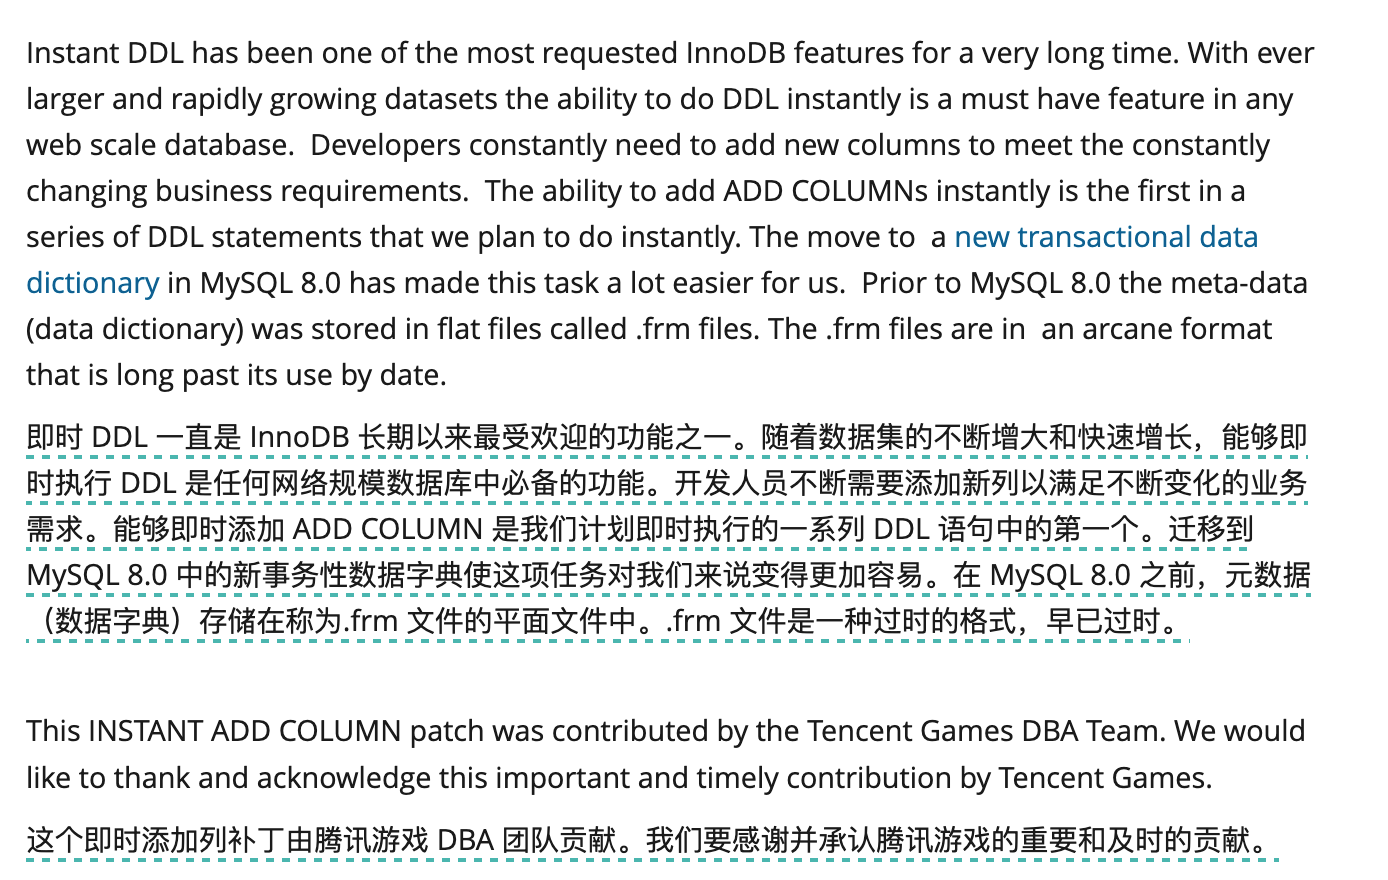 Instant DDL has been one of the most requested InnoDB features for a very long time. With ever
larger and rapidly growing datasets the ability to do DDL instantly is a must have feature in any
web scale database.  Developers constantly need to add new columns to meet the constantly
changing business requirements.  The ability to add ADD COLUMNs instantly is the first in a
series of DDL statements that we plan to do instantly. The move to  a new transactional data
dictionary in MySQL 8.0 has made this task a lot easier for us.  Prior to MySQL 8.0 the meta-data
(data dictionary) was stored in flat files called .frm files. The .frm files are in  an arcane format
that is long past its use by date.
即时 DDL 一直是 InnoDB 长期以来最受欢迎的功能之一。随着数据集的不断增大和快速增长，能够即
时执行 DDL 是任何网络规模数据库中必备的功能。开发人员不断需要添加新列以满足不断变化的业务
需求。能够即时添加 ADD COLUMN 是我们计划即时执行的一系列 DDL 语句中的第一个。迁移到
MySQL 8.0 中的新事务性数据字典使这项任务对我们来说变得更加容易。在 MySQL 8.0 之前，元数据
（数据字典）存储在称为.frm 文件的平面文件中。.frm 文件是一种过时的格式，早已过时。
This INSTANT ADD COLUMN patch was contributed by the Tencent Games DBA Team. We would
like to thank and acknowledge this important and timely contribution by Tencent Games.
这个即时添加列补丁由腾讯游戏 DBA 团队贡献。我们要感谢并承认腾讯游戏的重要和及时的贡献。